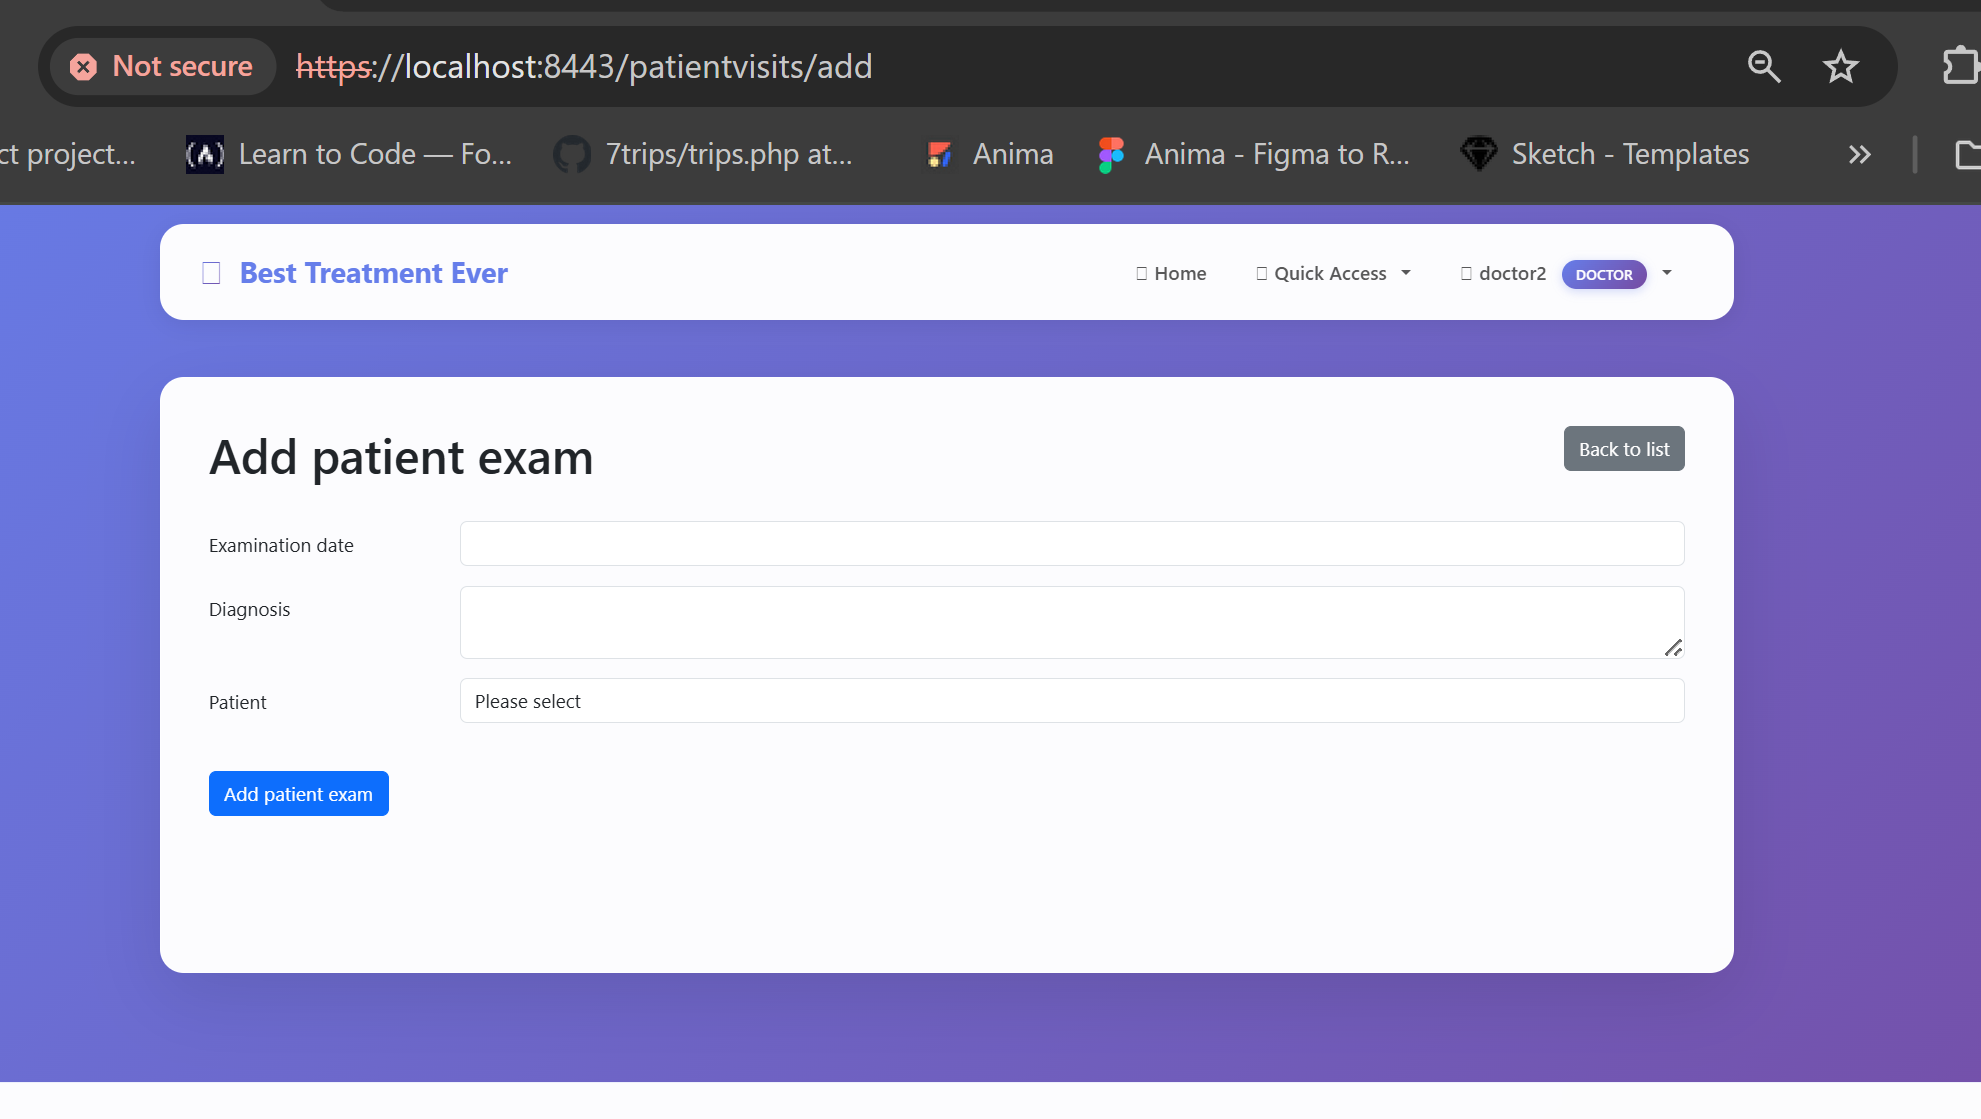 Not secure https://localhost:8443/patientvisits/add
ct project... Learn to Code — Fo... 7trips/trips.php at... Anima Anima - Figma to R... Sketch - Templates
Best Treatment Ever Home Quick Access doctor2 DOCTOR
Add patient exam Back to list
Examination date
Diagnosis
Patient Please select
Add patient exam